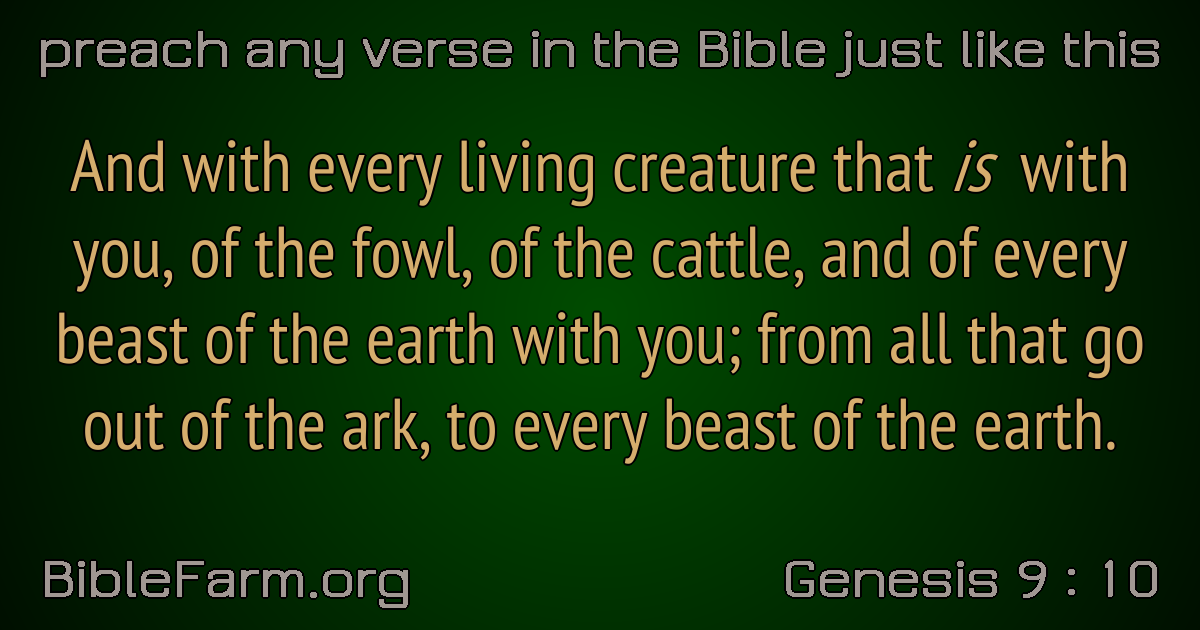 preach any verse in the Bible just like this
And with every living creature that is with
you, of the fowl, of the cattle, and of every
beast of the earth with you; from all that go
out of the ark, to every beast of the earth.
BibleFarm.org
Genesis 9 : 10